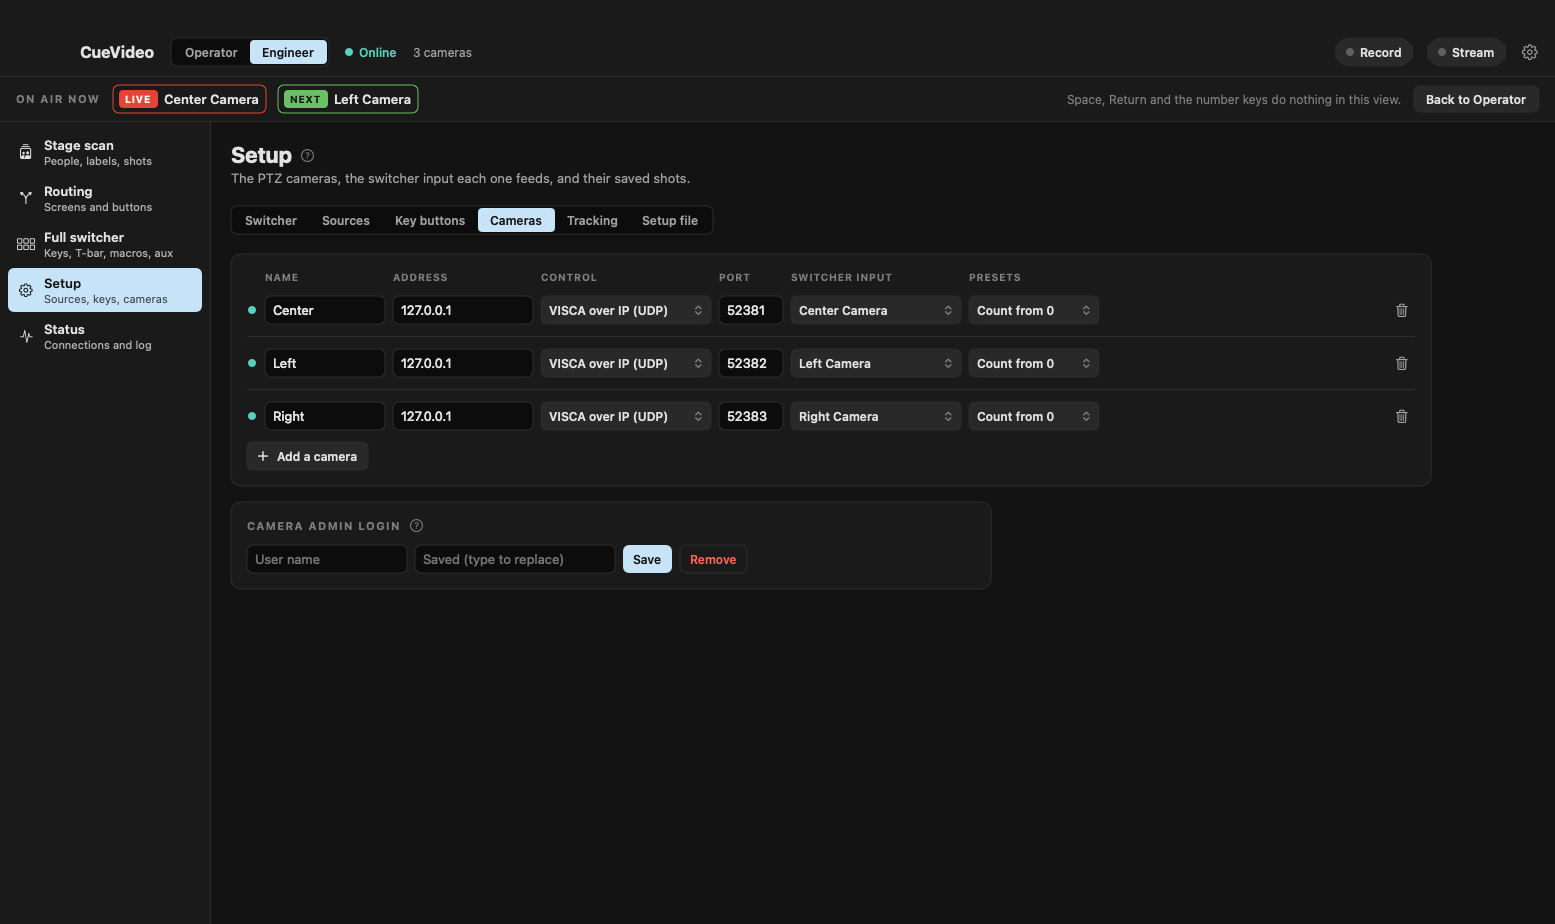 CueVideo
Operator
Engineer
Online
3 cameras
Record
Stream
ON AIR NOW
LIVE Center Camera
NEXT Left Camera
Space, Return and the number keys do nothing in this view.
Back to Operator
Stage scan
People, labels, shots
Routing
Screens and buttons
Full switcher
Keys, T-bar, macros, aux
Setup
Sources, keys, cameras
Status
Connections and log
Setup ?
The PTZ cameras, the switcher input each one feeds, and their saved shots.
Switcher Sources Key buttons Cameras Tracking Setup file
NAME ADDRESS CONTROL PORT SWITCHER INPUT PRESETS
Center 127.0.0.1 VISCA over IP (UDP) 52381 Center Camera Count from 0
Left 127.0.0.1 VISCA over IP (UDP) 52382 Left Camera Count from 0
Right 127.0.0.1 VISCA over IP (UDP) 52383 Right Camera Count from 0
+ Add a camera
CAMERA ADMIN LOGIN ?
User name Saved (type to replace) Save Remove